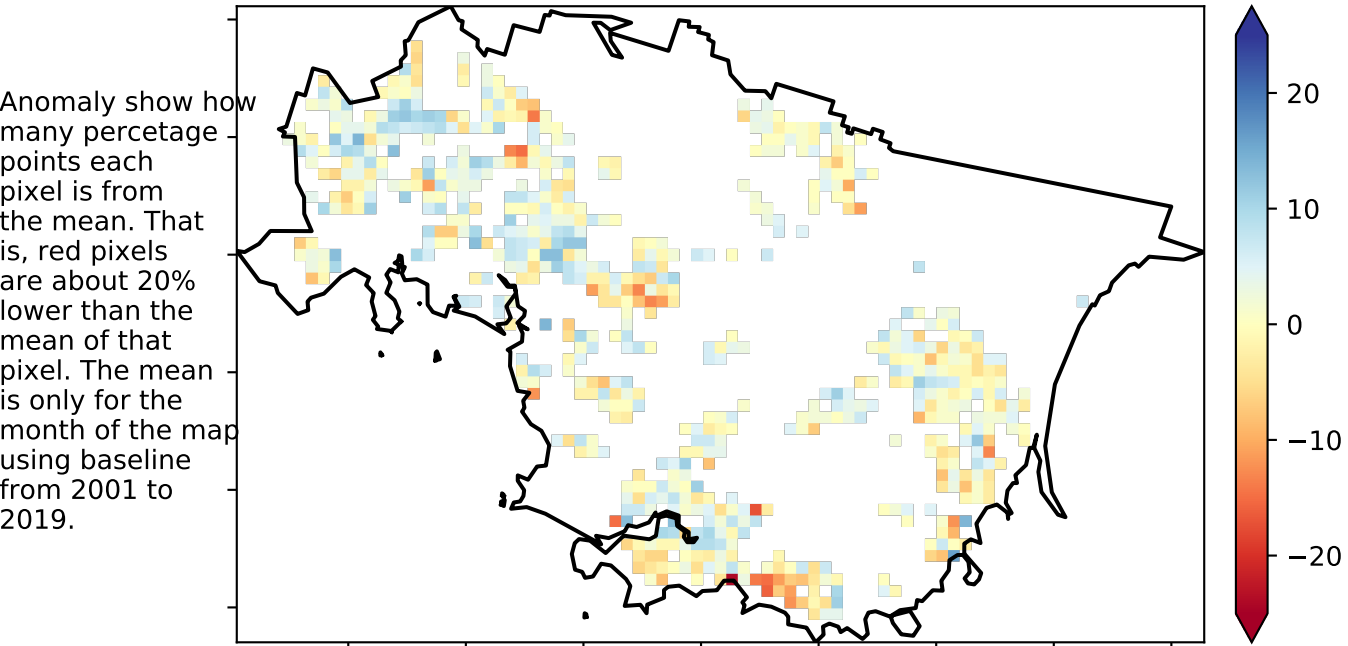 Anomaly show how
many percetage
points each
pixel is from
the mean. That
is, red pixels
are about 20%
lower than the
mean of that
pixel. The mean
is only for the
month of the map
using baseline
from 2001 to
2019.
20
10
0
−10
−20